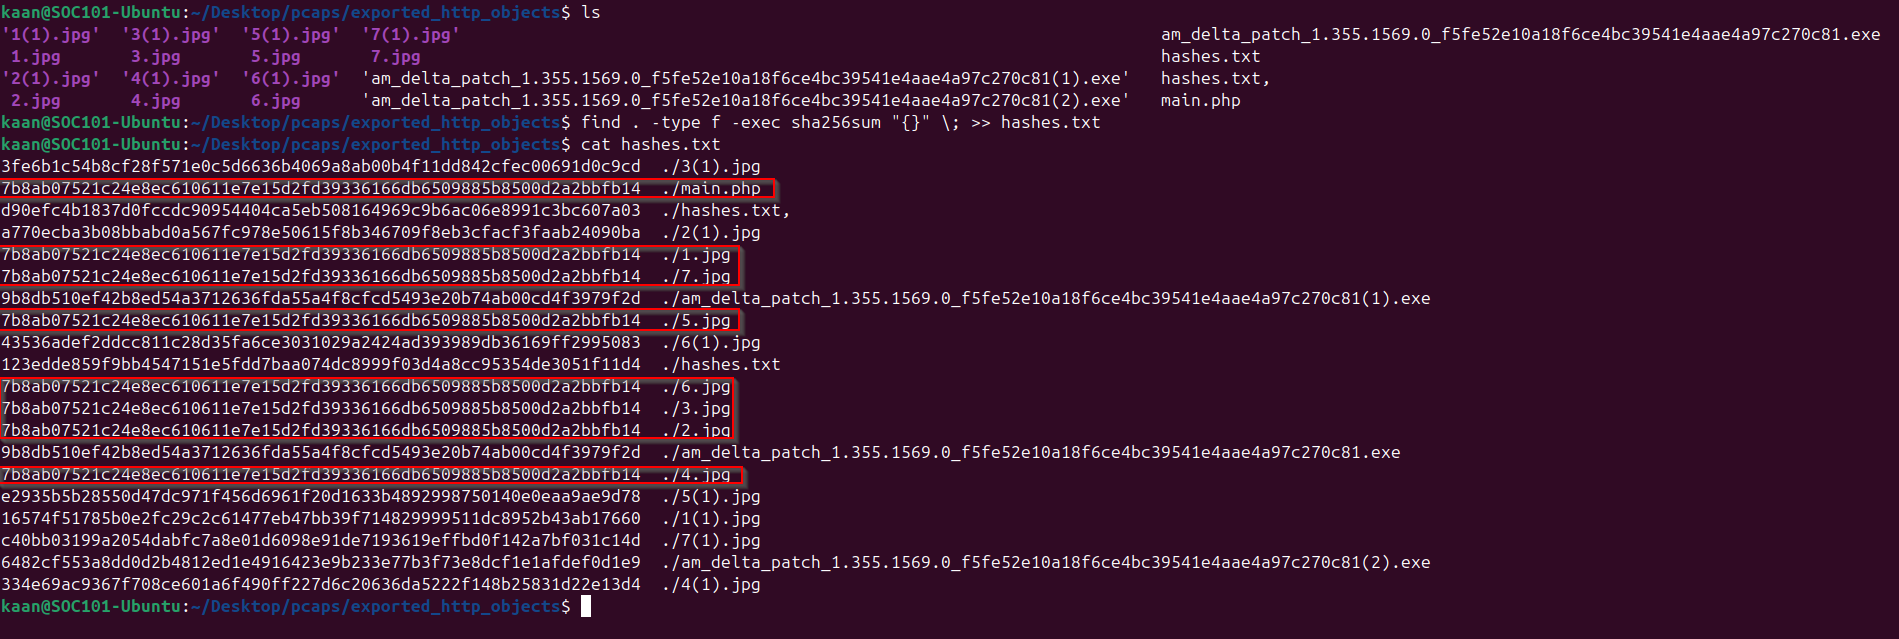 kaan@SOC101-Ubuntu:~/Desktop/pcaps/exported_http_objects$ ls
'1(1).jpg'  '3(1).jpg'  '5(1).jpg'  '7(1).jpg'  am_delta_patch_1.355.1569.0_f5fe52e10a18f6ce4bc39541e4aae4a97c270c81.exe
1.jpg  3.jpg  5.jpg  7.jpg  hashes.txt
'2(1).jpg'  '4(1).jpg'  '6(1).jpg'  'am_delta_patch_1.355.1569.0_f5fe52e10a18f6ce4bc39541e4aae4a97c270c81(1).exe'  hashes.txt,
2.jpg  4.jpg  6.jpg  'am_delta_patch_1.355.1569.0_f5fe52e10a18f6ce4bc39541e4aae4a97c270c81(2).exe'  main.php
kaan@SOC101-Ubuntu:~/Desktop/pcaps/exported_http_objects$ find . -type f -exec sha256sum "{}" \; >> hashes.txt
kaan@SOC101-Ubuntu:~/Desktop/pcaps/exported_http_objects$ cat hashes.txt
3fe6b1c54b8cf28f571e0c5d6636b4069a8ab00b4f11dd842cfec00691d0c9cd  ./3(1).jpg
7b8ab07521c24e8ec610611e7e15d2fd39336166db6509885b8500d2a2bbfb14  ./main.php
d90efc4b1837d0fccdc90954404ca5eb508164969c9b6ac06e8991c3bc607a03  ./hashes.txt,
a770ecba3b08bbabd0a567fc978e50615f8b346709f8eb3cfacf3faab24090ba  ./2(1).jpg
7b8ab07521c24e8ec610611e7e15d2fd39336166db6509885b8500d2a2bbfb14  ./1.jpg
7b8ab07521c24e8ec610611e7e15d2fd39336166db6509885b8500d2a2bbfb14  ./7.jpg
9b8db510ef42b8ed54a3712636fda55a4f8cfcd5493e20b74ab00cd4f3979f2d  ./am_delta_patch_1.355.1569.0_f5fe52e10a18f6ce4bc39541e4aae4a97c270c81(1).exe
7b8ab07521c24e8ec610611e7e15d2fd39336166db6509885b8500d2a2bbfb14  ./5.jpg
43536adef2ddcc811c28d35fa6ce3031029a2424ad393989db36169ff2995083  ./6(1).jpg
123edde859f9bb4547151e5fdd7baa074dc8999f03d4a8cc95354de3051f11d4  ./hashes.txt
7b8ab07521c24e8ec610611e7e15d2fd39336166db6509885b8500d2a2bbfb14  ./6.jpg
7b8ab07521c24e8ec610611e7e15d2fd39336166db6509885b8500d2a2bbfb14  ./3.jpg
7b8ab07521c24e8ec610611e7e15d2fd39336166db6509885b8500d2a2bbfb14  ./2.jpg
9b8db510ef42b8ed54a3712636fda55a4f8cfcd5493e20b74ab00cd4f3979f2d  ./am_delta_patch_1.355.1569.0_f5fe52e10a18f6ce4bc39541e4aae4a97c270c81.exe
7b8ab07521c24e8ec610611e7e15d2fd39336166db6509885b8500d2a2bbfb14  ./4.jpg
e2935b5b28550d47dc971f456d6961f20d1633b4892998750140e0eaa9ae9d78  ./5(1).jpg
16574f51785b0e2fc29c2c61477eb47bb39f714829999511dc8952b43ab17660  ./1(1).jpg
c40bb03199a2054dabfc7a8e01d6098e91de7193619effbd0f142a7bf031c14d  ./7(1).jpg
6482cf553a8dd0d2b4812ed1e4916423e9b233e77b3f73e8dcf1e1afdef0d1e9  ./am_delta_patch_1.355.1569.0_f5fe52e10a18f6ce4bc39541e4aae4a97c270c81(2).exe
334e69ac9367f708ce601a6f490ff227d6c20636da5222f148b25831d22e13d4  ./4(1).jpg
kaan@SOC101-Ubuntu:~/Desktop/pcaps/exported_http_objects$